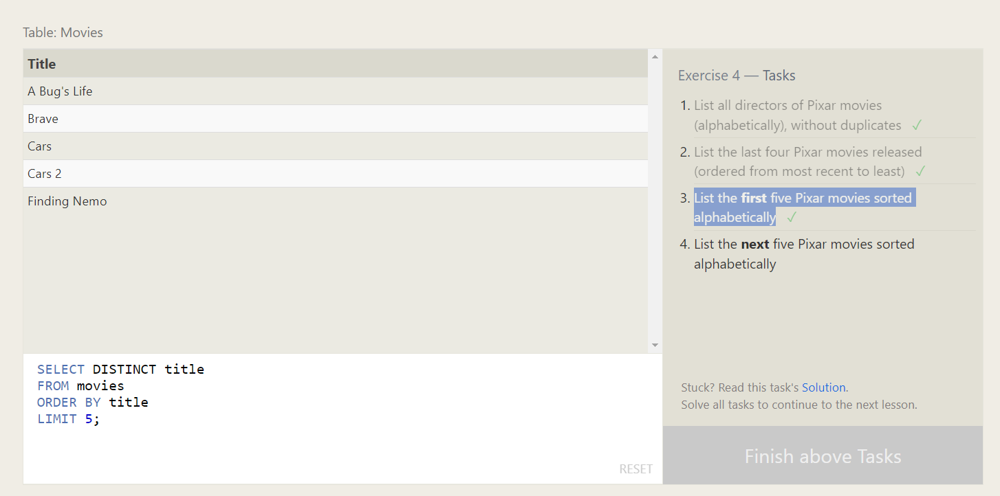 Table: Movies
Title
A Bug's Life
Brave
Cars
Cars 2
Finding Nemo
SELECT DISTINCT title
FROM movies
ORDER BY title
LIMIT 5;
RESET
Exercise 4 — Tasks
1. List all directors of Pixar movies
(alphabetically), without duplicates ✓
2. List the last four Pixar movies released
(ordered from most recent to least) ✓
3. List the first five Pixar movies sorted
alphabetically ✓
4. List the next five Pixar movies sorted
alphabetically
Stuck? Read this task's Solution.
Solve all tasks to continue to the next lesson.
Finish above Tasks